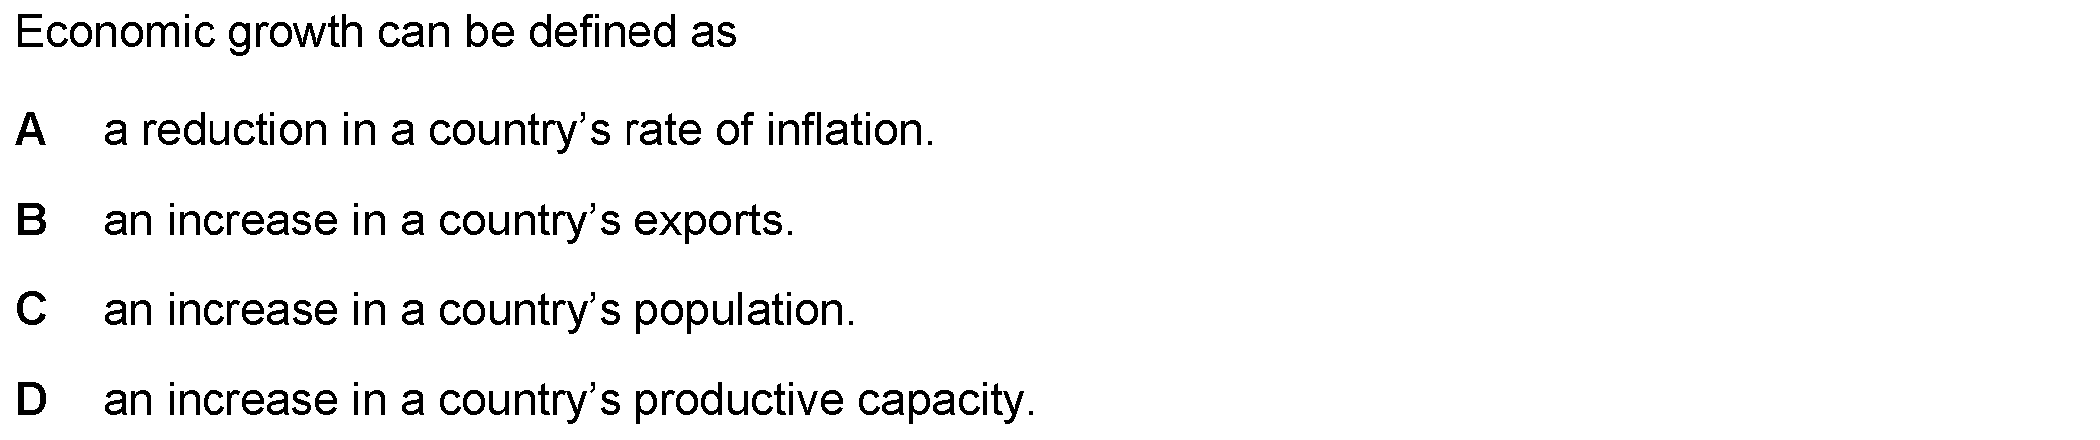 Economic growth can be defined as
A a reduction in a country’s rate of inflation.
B an increase in a country’s exports.
C an increase in a country’s population.
D an increase in a country’s productive capacity.